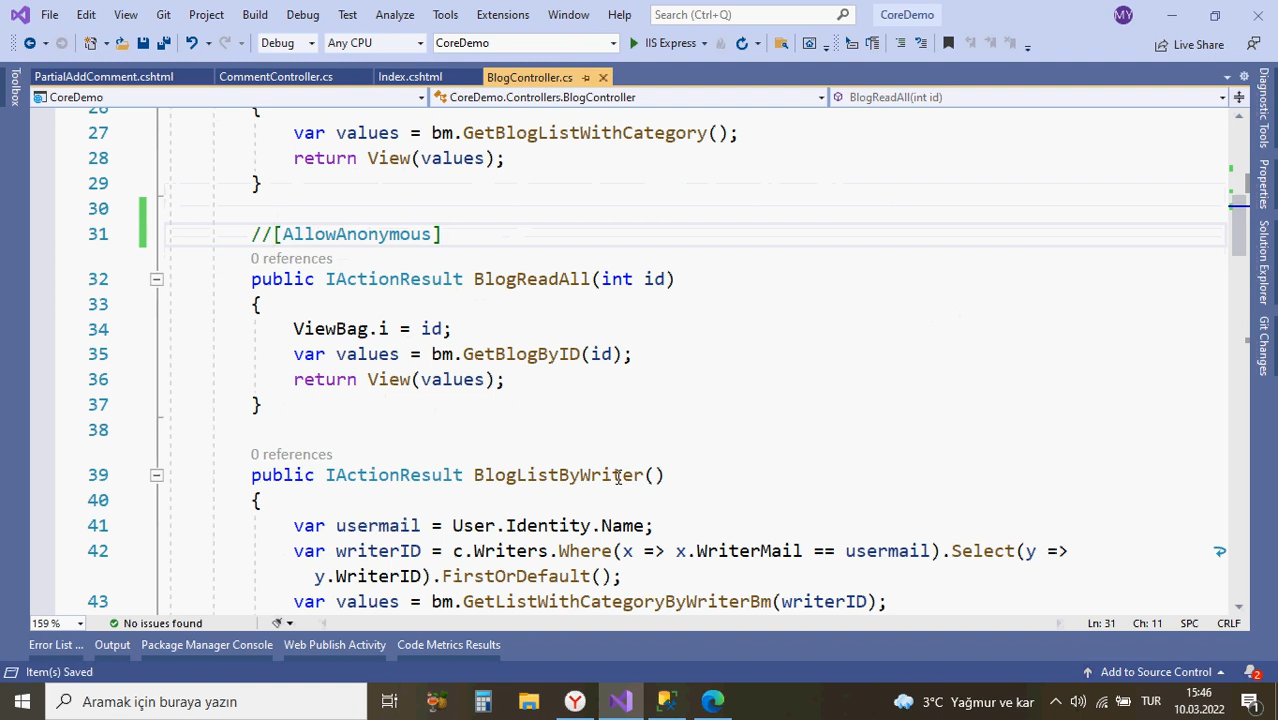 File Edit View Git Project Build Debug Test Analyze Tools Extensions Window Help Search (Ctrl+Q) CoreDemo MY
Debug Any CPU CoreDemo IIS Express Live Share
PartialAddComment.cshtml CommentController.cs Index.cshtml BlogController.cs
CoreDemo CoreDemo.Controllers.BlogController BlogReadAll(int id)
26 {
27 var values = bm.GetBlogListWithCategory();
28 return View(values);
29 }
30
31 //[AllowAnonymous]
0 references
32 public IActionResult BlogReadAll(int id)
33 {
34 ViewBag.i = id;
35 var values = bm.GetBlogByID(id);
36 return View(values);
37 }
38
0 references
39 public IActionResult BlogListByWriter()
40 {
41 var usermail = User.Identity.Name;
42 var writerID = c.Writers.Where(x => x.WriterMail == usermail).Select(y =>
y.WriterID).FirstOrDefault();
43 var values = bm.GetListWithCategoryByWriterBm(writerID);
159 % No issues found Ln: 31 Ch: 11 SPC CRLF
Error List ... Output Package Manager Console Web Publish Activity Code Metrics Results
Item(s) Saved Add to Source Control 2
Aramak için buraya yazın 3°C Yağmur ve kar TUR 15:46
10.03.2022 1
Toolbox
Diagnostic Tools
Properties
Solution Explorer
Git Changes